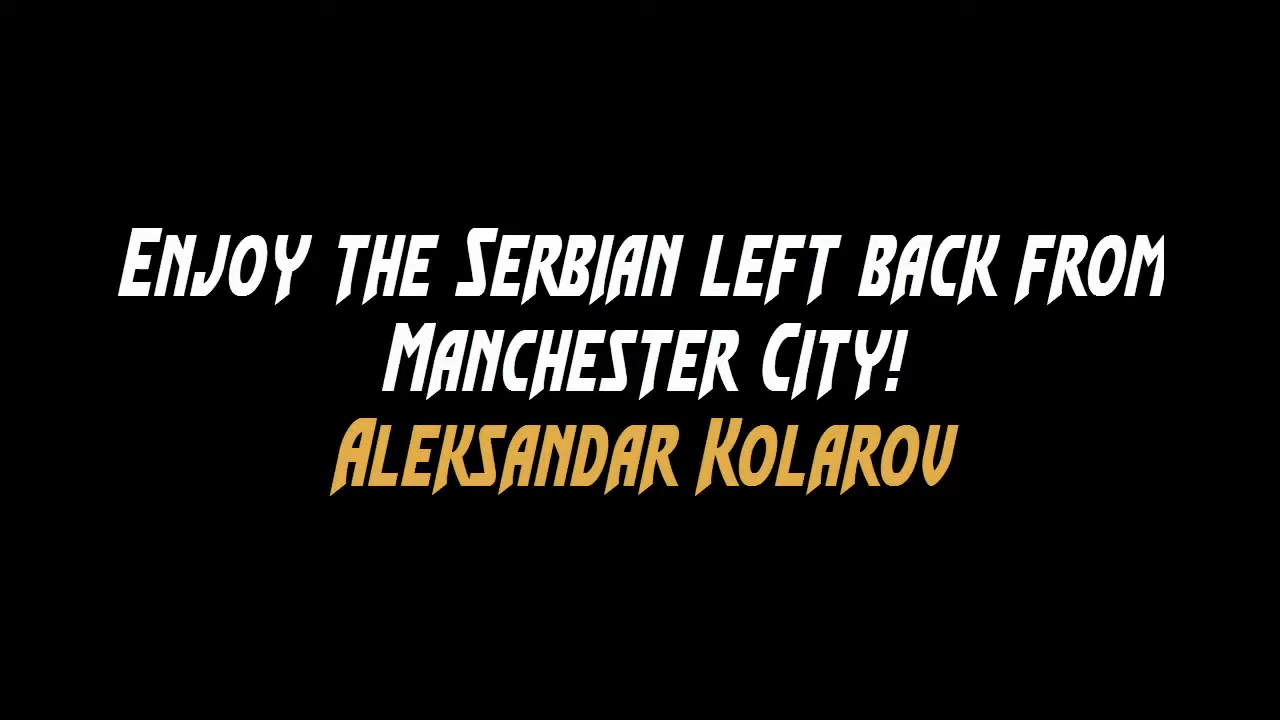 Enjoy the Serbian left back from
Manchester City!
Aleksandar Kolarov